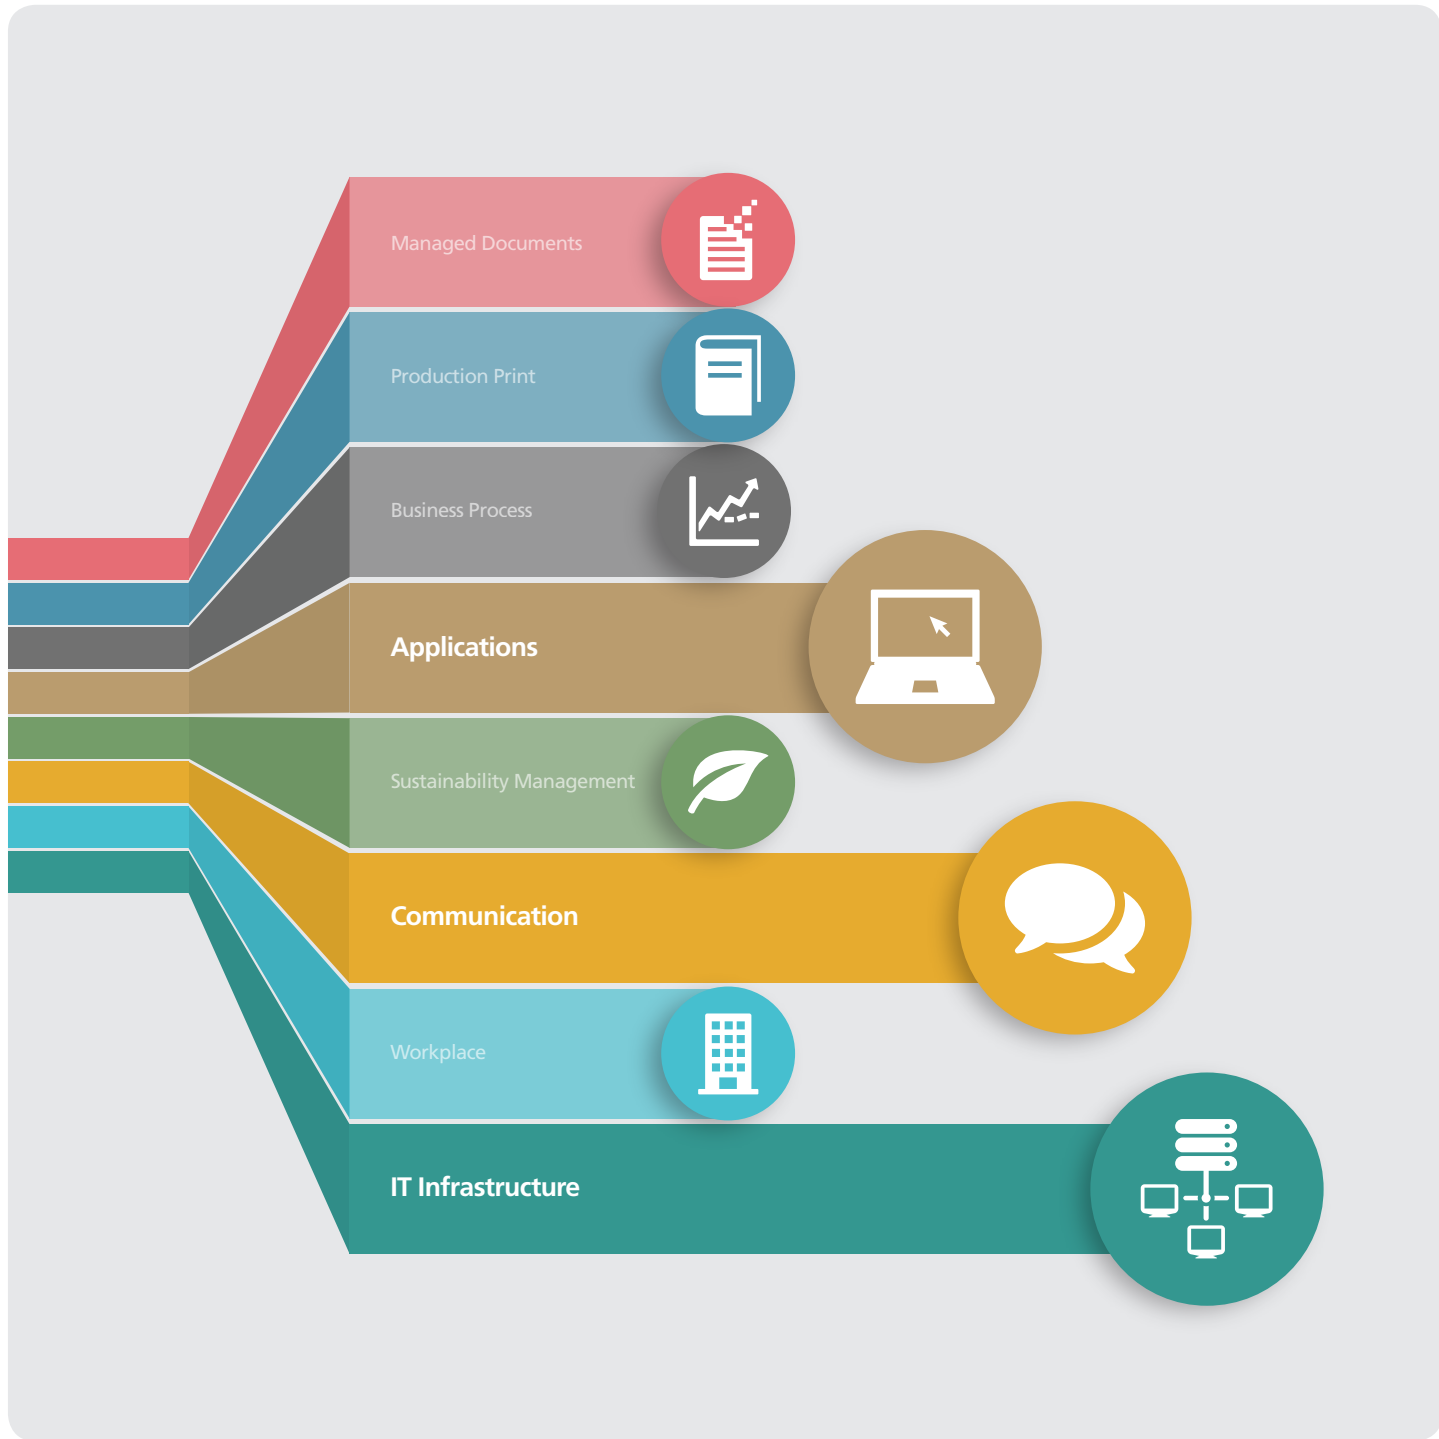 Managed Documents
Production Print
Business Process
Applications
Sustainability Management
Communication
Workplace
IT Infrastructure